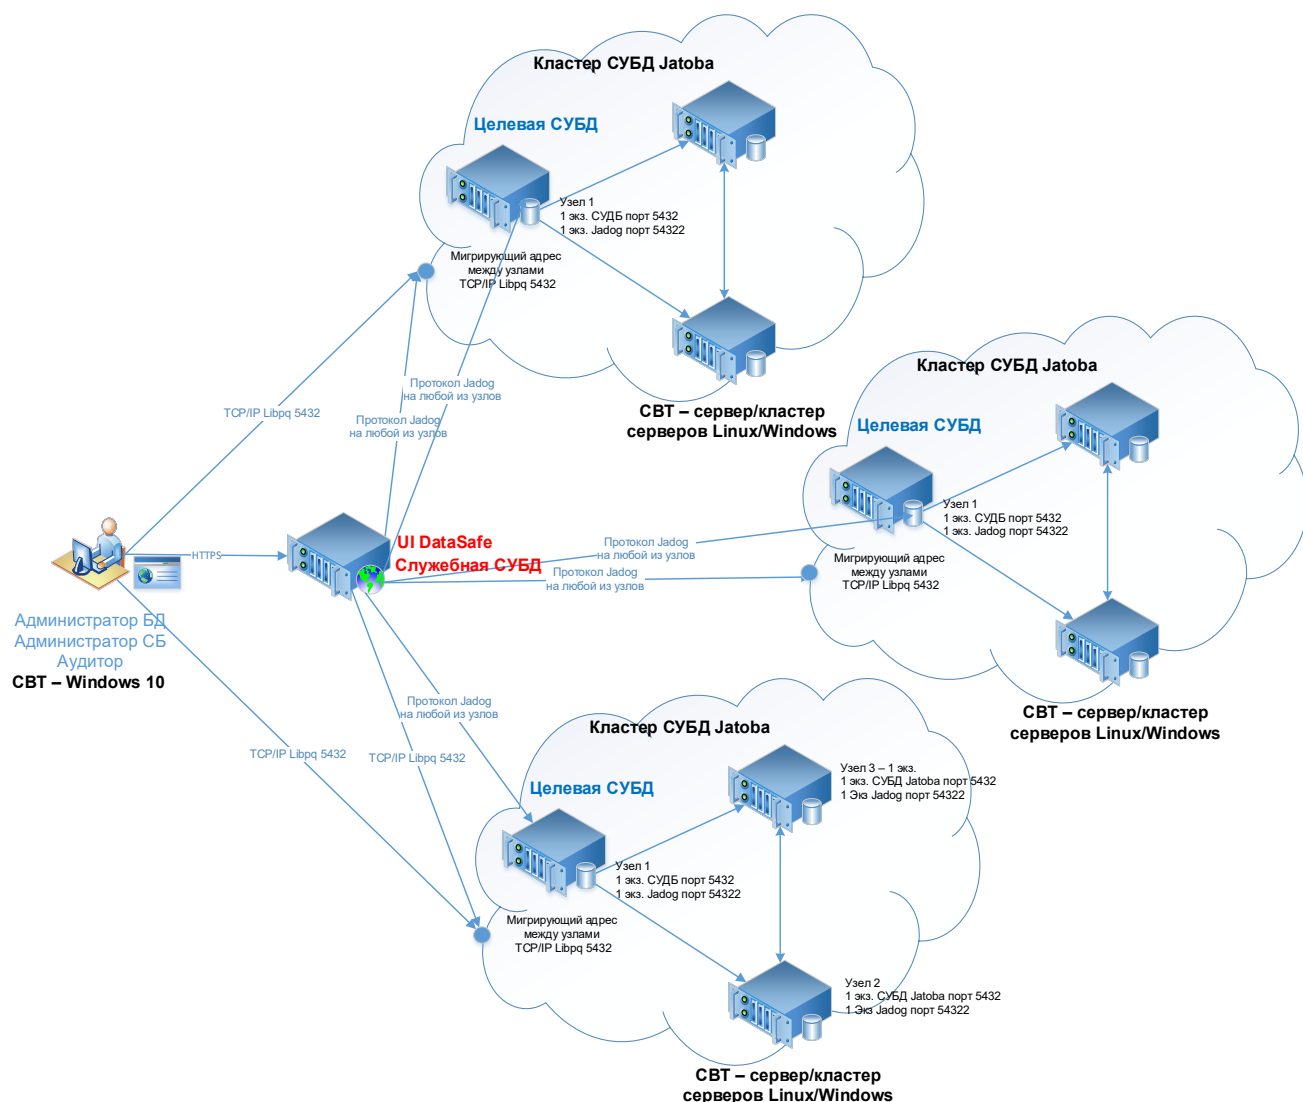 Кластер СУБД Jatoba
Целевая СУБД
Узел 1
1 экз. СУДБ порт 5432
1 экз. Jadog порт 54322
Мигрирующий адрес
между узлами
TCP/IP Libpq 5432
СВТ – сервер/кластер
серверов Linux/Windows
Протокол Jadog
на любой из узлов
TCP/IP Libpq 5432
Протокол Jadog
на любой из узлов
Кластер СУБД Jatoba
Целевая СУБД
Узел 1
1 экз. СУДБ порт 5432
1 экз. Jadog порт 54322
Мигрирующий адрес
между узлами
TCP/IP Libpq 5432
СВТ – сервер/кластер
серверов Linux/Windows
HTTPS
UI DataSafe
Служебная СУБД
Протокол Jadog
на любой из узлов
Протокол Jadog
на любой из узлов
Администратор БД
Администратор СБ
Аудитор
СВТ – Windows 10
Протокол Jadog
на любой из узлов
TCP/IP Libpq 5432
TCP/IP Libpq 5432
Кластер СУБД Jatoba
Целевая СУБД
Узел 3 – 1 экз.
1 экз. СУБД Jatoba порт 5432
1 Экз Jadog порт 54322
Узел 1
1 экз. СУДБ порт 5432
1 экз. Jadog порт 54322
Мигрирующий адрес
между узлами
TCP/IP Libpq 5432
Узел 2
1 экз. СУБД Jatoba порт 5432
1 Экз Jadog порт 54322
СВТ – сервер/кластер
серверов Linux/Windows